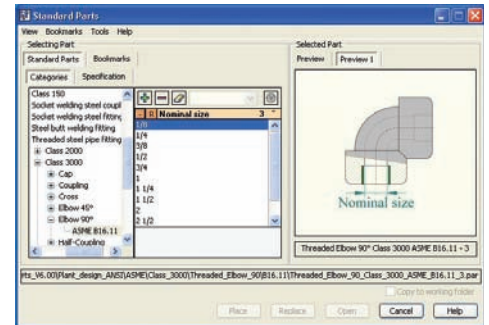 Standard Parts
View Bookmarks Tools Help
Selecting Part
Standard Parts Bookmarks
Categories Specification
Class 150
Socket welding steel coupl
Socket welding steel fitting
Steel butt welding fitting
Threaded steel pipe fitting
Class 2000
Class 3000
Cap
Coupling
Cross
Elbow 45°
Elbow 90°
ASME B16.11
Half-Coupling
R Nominal size 3
1/8
1/4
3/8
1/2
3/4
1
1 1/4
1 1/2
2
2 1/2
Selected Part
Preview Preview 1
Nominal size
Threaded Elbow 90° Class 3000 ASME B16.11 - 3
rts_V6.00\Plant_design_ANSI\ASME\Class_3000\Threaded_Elbow_90\B16.11\Threaded_Elbow_90_Class_3000_ASME_B16.11_3.par
Copy to working folder
Place Replace Open Cancel Help